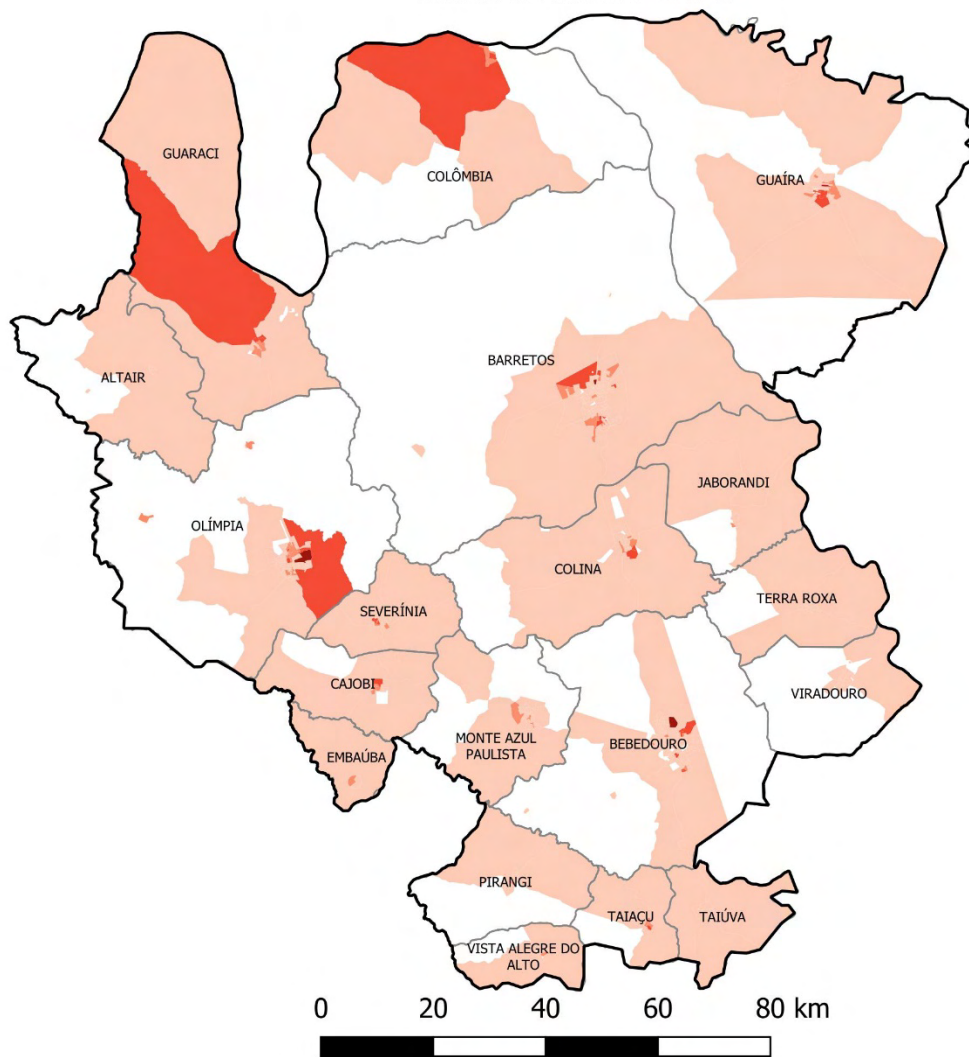 GUARACI
COLÔMBIA
GUAÍRA
BARRETOS
ALTAIR
JABORANDI
OLÍMPIA
COLINA
TERRA ROXA
SEVERÍNIA
CAJOBI
VIRADOURO
MONTE AZUL
PAULISTA
BEBEDOURO
EMBAÚBA
PIRANGI
TAIAÇU
TAIÚVA
VISTA ALEGRE DO
ALTO
0 20 40 60 80 km